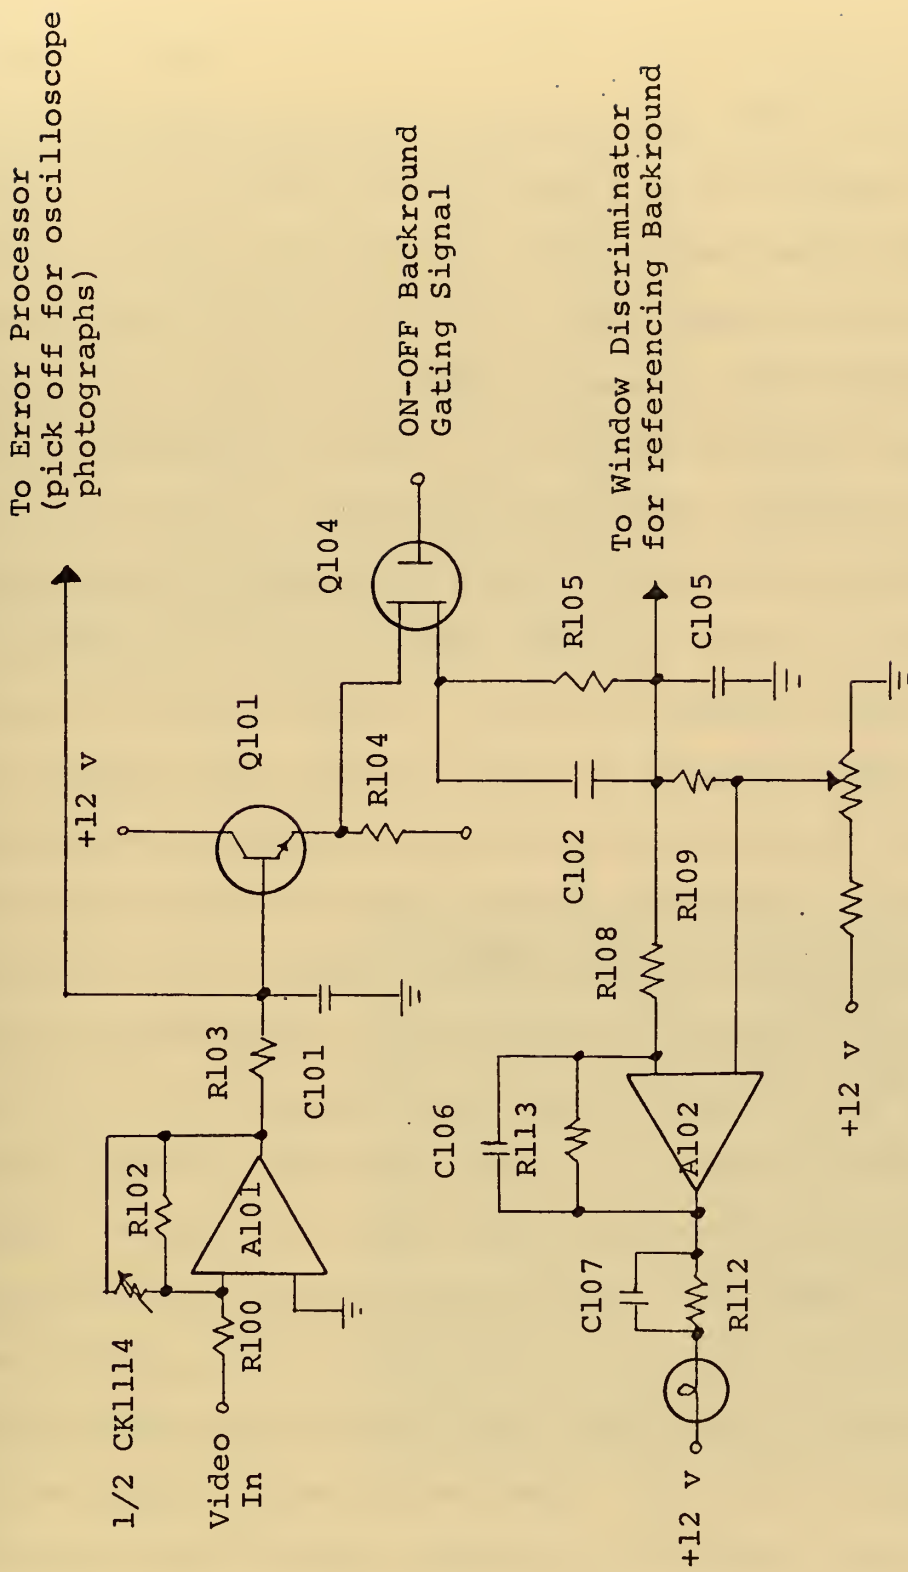 To Error Processor
(pick off for oscilloscope
photographs)
+12 v
Q101
Q104
ON-OFF Backround
Gating Signal
1/2 CK1114
R102
R103
R104
Video
In
R100
A101
C101
R105
To Window Discriminator
for referencing Backround
C102
C105
C106
R113
R108
R109
C107
A102
R112
+12 v
+12 v